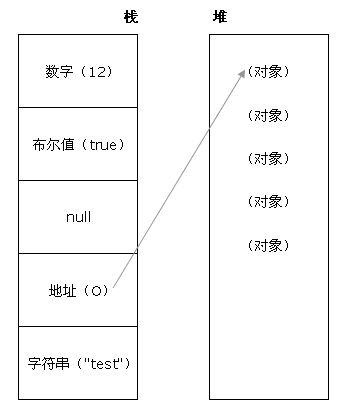 栈 堆
数字（12）
布尔值（true）
null
地址（O）
字符串（"test"）
（对象）
（对象）
（对象）
（对象）
（对象）